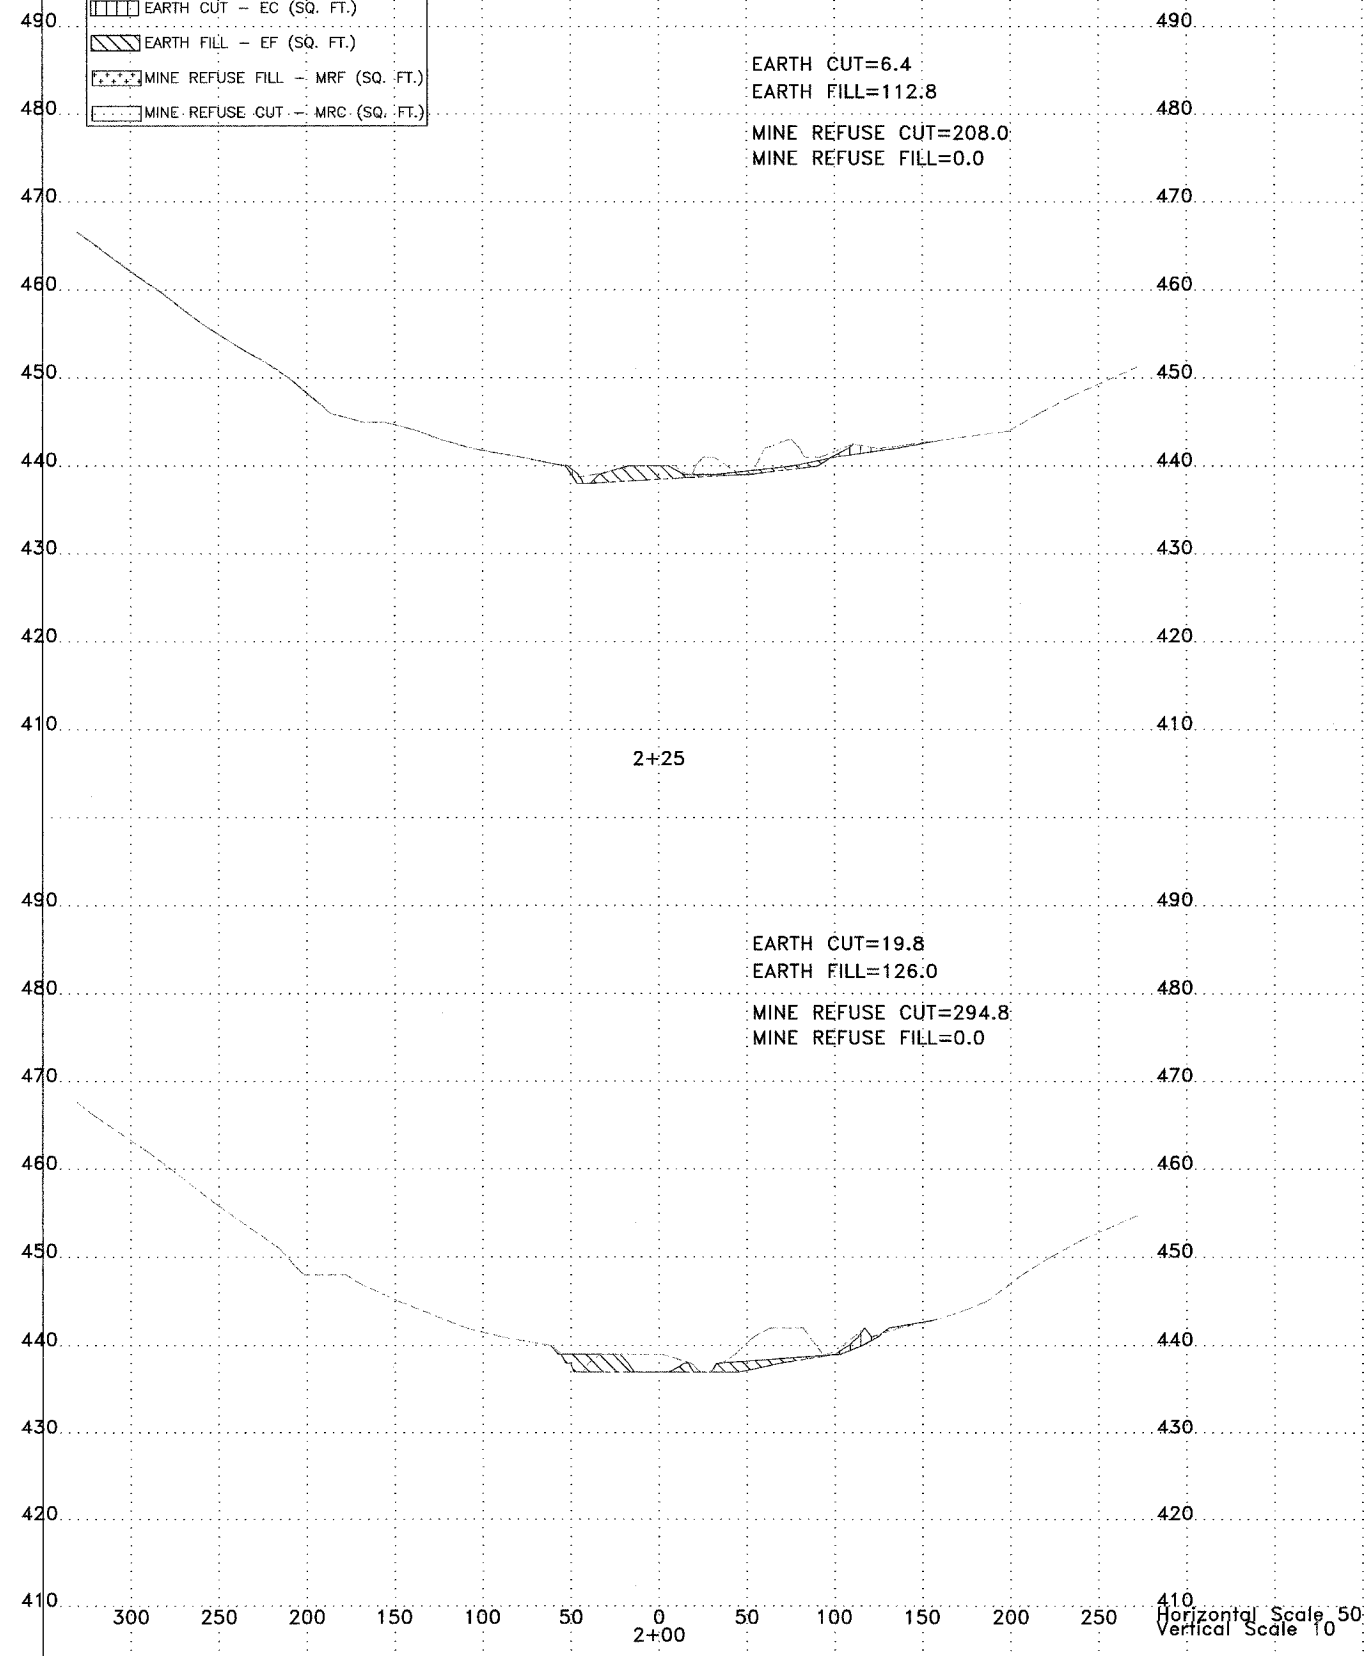 EARTH CUT - EC (SQ. FT.)
EARTH FILL - EF (SQ. FT.)
MINE REFUSE FILL - MRF (SQ. FT.)
MINE REFUSE CUT - MRC (SQ. FT.)
490 490
EARTH CUT=6.4
EARTH FILL=112.8
480 480
MINE REFUSE CUT=208.0
MINE REFUSE FILL=0.0
470 470
460 460
450 450
440 440
430 430
420 420
410 410
2+25
490 490
EARTH CUT=19.8
EARTH FILL=126.0
480 480
MINE REFUSE CUT=294.8
MINE REFUSE FILL=0.0
470 470
460 460
450 450
440 440
430 430
420 420
410 410
300 250 200 150 100 50 0 50 100 150 200 250
2+00
Horizontal Scale 50
Vertical Scale 10